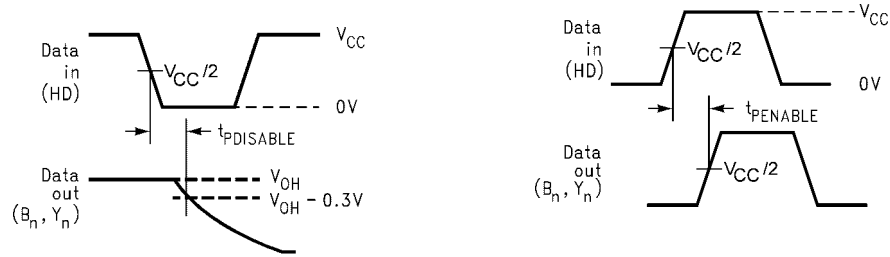 Data
in
(HD)
V_CC
V_CC/2
0V
t_PDISABLE
Data
out
(B_n, Y_n)
V_OH
V_OH - 0.3V
Data
in
(HD)
V_CC
V_CC/2
0V
t_PENABLE
Data
out
(B_n, Y_n)
V_CC/2